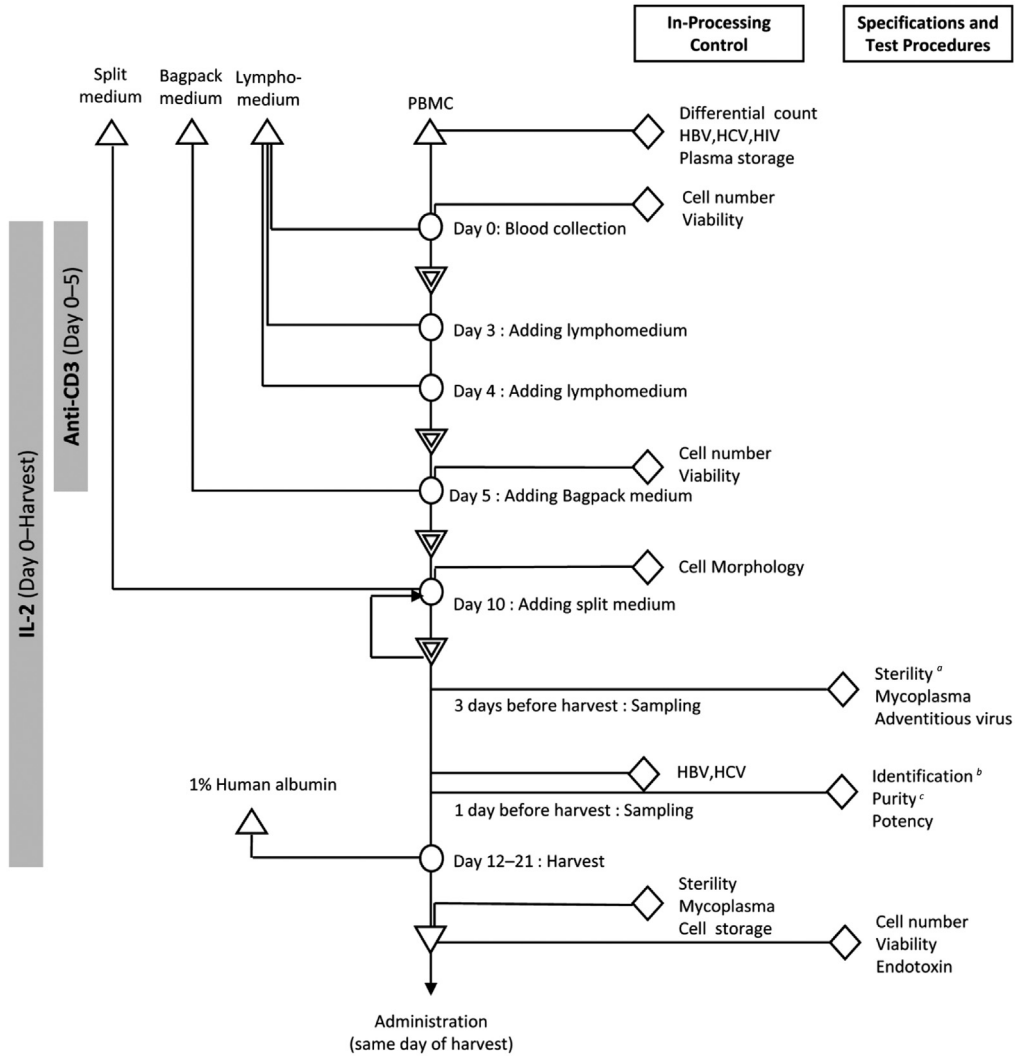 In-Processing
Control
Specifications and
Test Procedures
Split
medium
Bagpack
medium
Lympho-
medium
PBMC
Differential count
HBV,HCV,HIV
Plasma storage
Cell number
Viability
Day 0: Blood collection
Anti-CD3 (Day 0–5)
IL-2 (Day 0–Harvest)
Day 3 : Adding lymphomedium
Day 4 : Adding lymphomedium
Cell number
Viability
Day 5 : Adding Bagpack medium
Cell Morphology
Day 10 : Adding split medium
Sterility a
Mycoplasma
Adventitious virus
3 days before harvest : Sampling
HBV,HCV
Identification b
Purity c
Potency
1 day before harvest : Sampling
1% Human albumin
Day 12–21 : Harvest
Sterility
Mycoplasma
Cell storage
Cell number
Viability
Endotoxin
Administration
(same day of harvest)